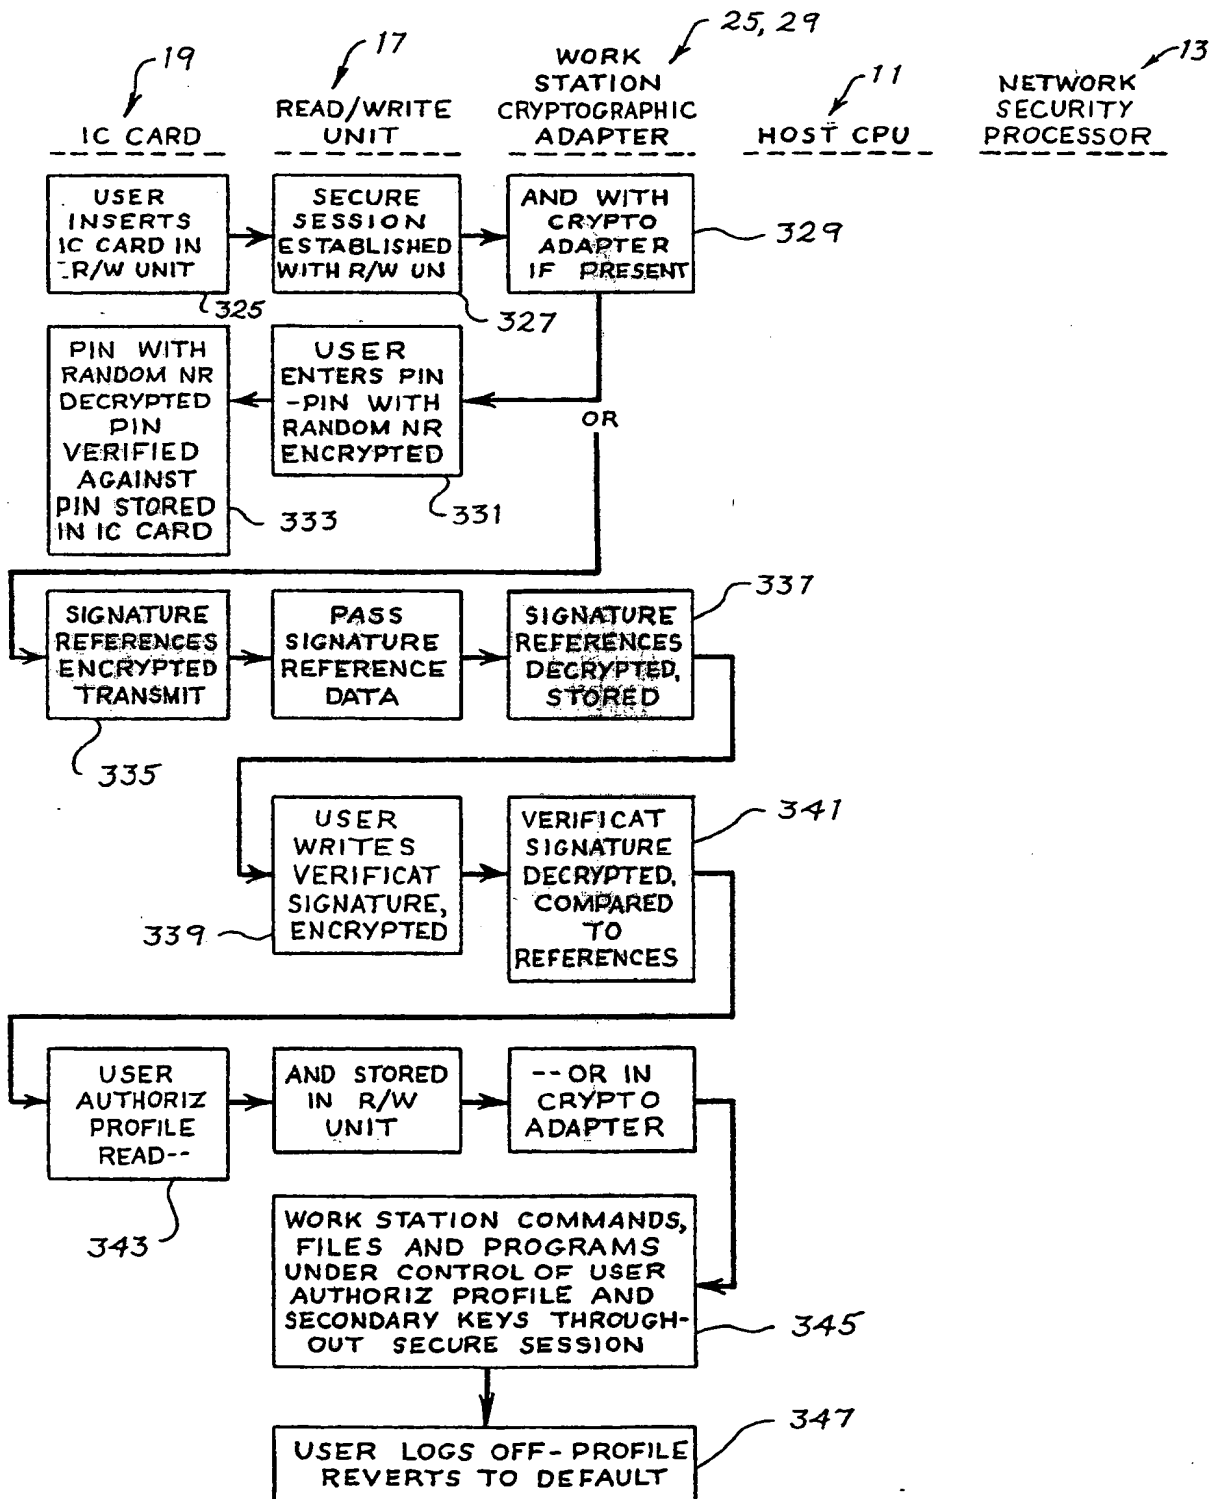 19
17
25, 29
11
13
IC CARD
READ/WRITE
UNIT
WORK
STATION
CRYPTOGRAPHIC
ADAPTER
HOST CPU
NETWORK
SECURITY
PROCESSOR
USER
INSERTS
IC CARD IN
R/W UNIT
325
SECURE
SESSION
ESTABLISHED
WITH R/W UN
327
AND WITH
CRYPTO
ADAPTER
IF PRESENT
329
PIN WITH
RANDOM NR
DECRYPTED
PIN
VERIFIED
AGAINST
PIN STORED
IN IC CARD
333
USER
ENTERS PIN
-PIN WITH
RANDOM NR
ENCRYPTED
331
OR
SIGNATURE
REFERENCES
ENCRYPTED
TRANSMIT
335
PASS
SIGNATURE
REFERENCE
DATA
SIGNATURE
REFERENCES
DECRYPTED,
STORED
337
USER
WRITES
VERIFICAT
SIGNATURE,
ENCRYPTED
339
VERIFICAT
SIGNATURE
DECRYPTED,
COMPARED
TO
REFERENCES
341
USER
AUTHORIZ
PROFILE
READ--
343
AND STORED
IN R/W
UNIT
--OR IN
CRYPTO
ADAPTER
WORK STATION COMMANDS,
FILES AND PROGRAMS
UNDER CONTROL OF USER
AUTHORIZ PROFILE AND
SECONDARY KEYS THROUGH-
OUT SECURE SESSION
345
USER LOGS OFF-PROFILE
REVERTS TO DEFAULT
347